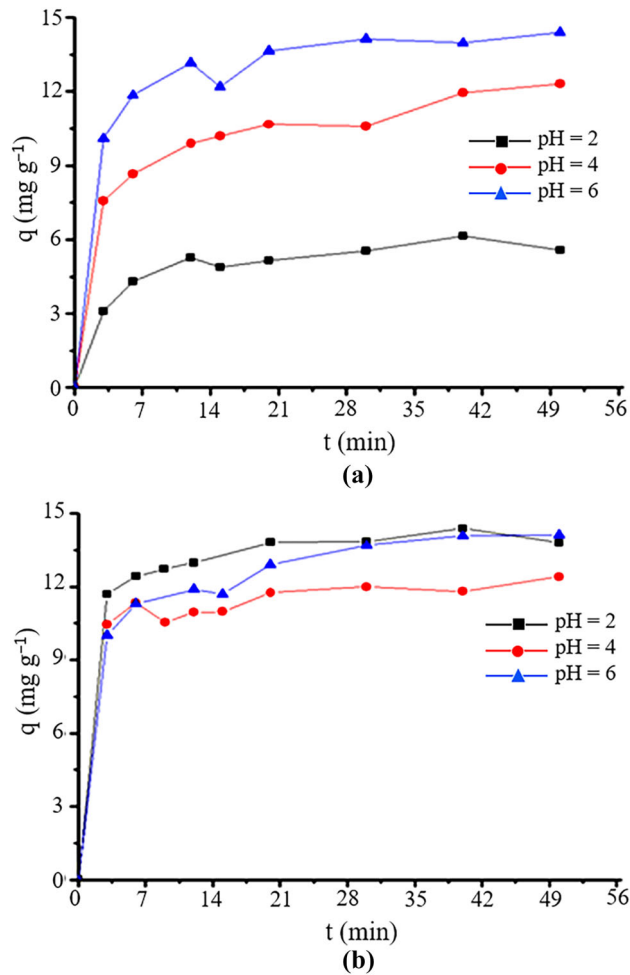 15
12
9
6
3
0
q (mg g⁻¹)
pH = 2
pH = 4
pH = 6
0 7 14 21 28 35 42 49 56
t (min)
(a)
15
12
9
6
3
0
q (mg g⁻¹)
pH = 2
pH = 4
pH = 6
0 7 14 21 28 35 42 49 56
t (min)
(b)